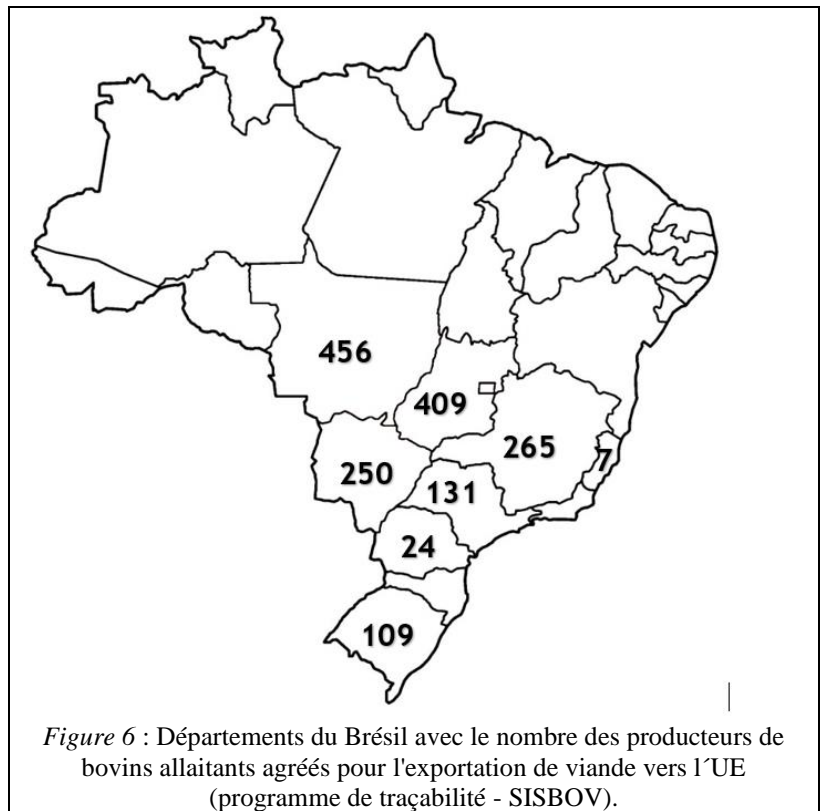 456
409
265
7
250
131
24
109
Figure 6 : Départements du Brésil avec le nombre des producteurs de
bovins allaitants agréés pour l'exportation de viande vers l´UE
(programme de traçabilité - SISBOV).